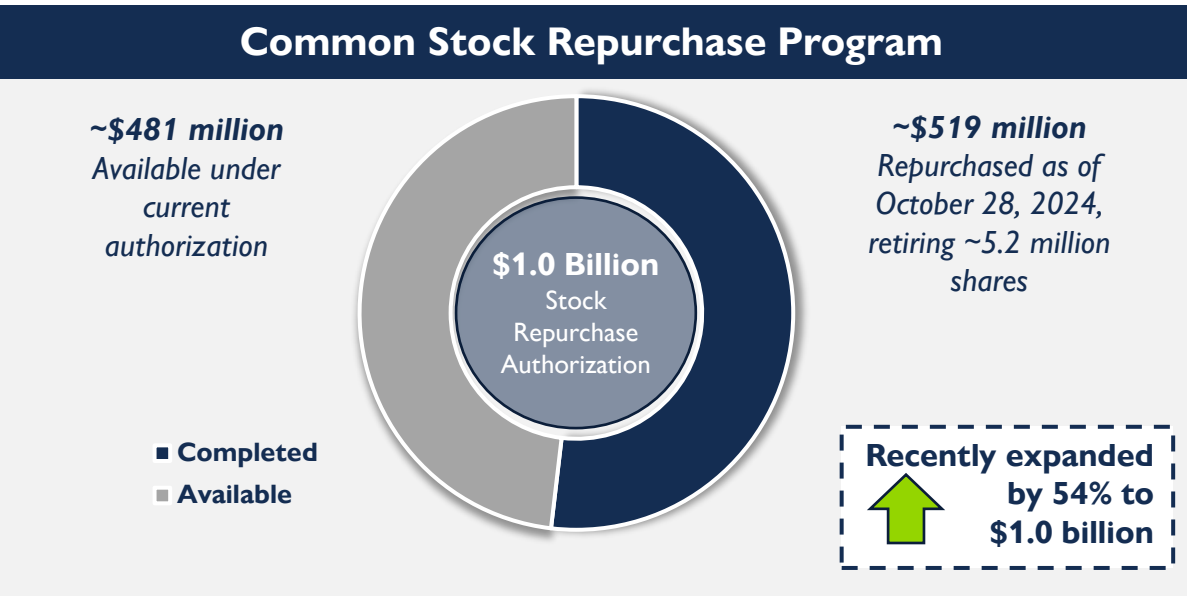 Common Stock Repurchase Program
~$481 million
Available under
current
authorization
$1.0 Billion
Stock
Repurchase
Authorization
~$519 million
Repurchased as of
October 28, 2024,
retiring ~5.2 million
shares
Completed
Available
Recently expanded
by 54% to
$1.0 billion